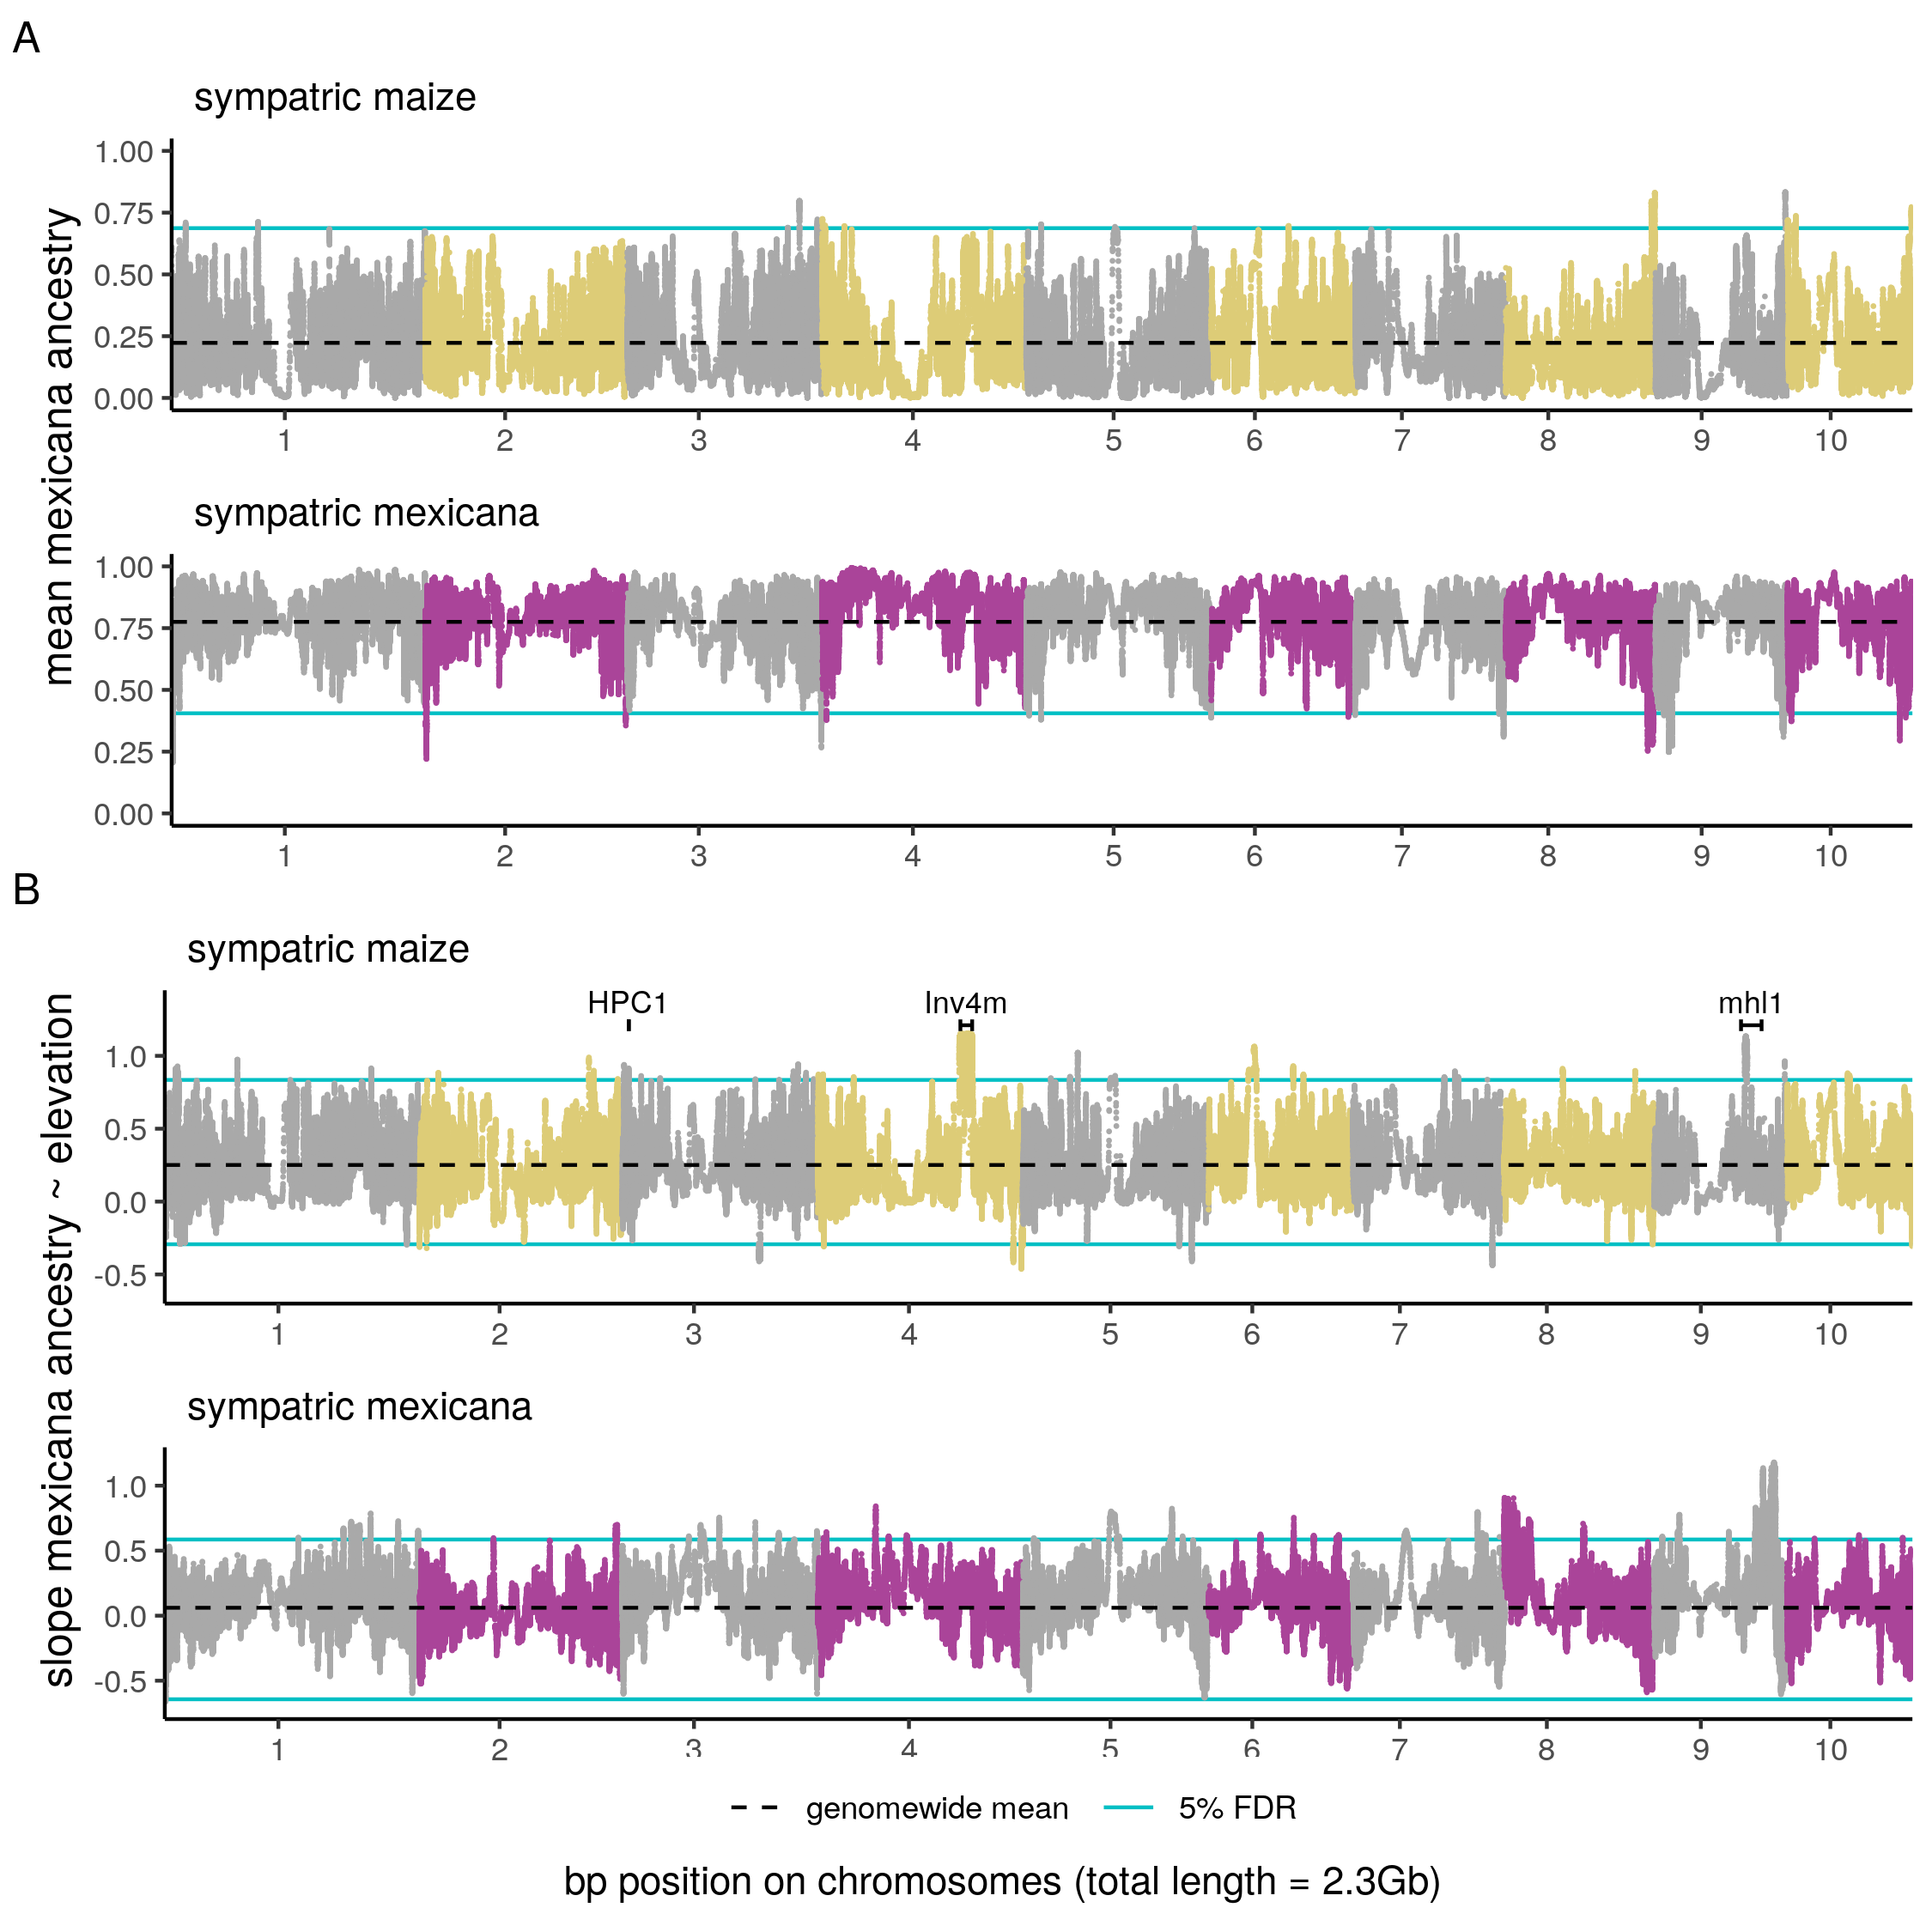 A
sympatric maize
mean mexicana ancestry
1.00
0.75
0.50
0.25
0.00
1 2 3 4 5 6 7 8 9 10
sympatric mexicana
1.00
0.75
0.50
0.25
0.00
1 2 3 4 5 6 7 8 9 10
B
sympatric maize
slope mexicana ancestry ~ elevation
HPC1 Inv4m mhl1
1.0
0.5
0.0
-0.5
1 2 3 4 5 6 7 8 9 10
sympatric mexicana
1.0
0.5
0.0
-0.5
1 2 3 4 5 6 7 8 9 10
genomewide mean 5% FDR
bp position on chromosomes (total length = 2.3Gb)